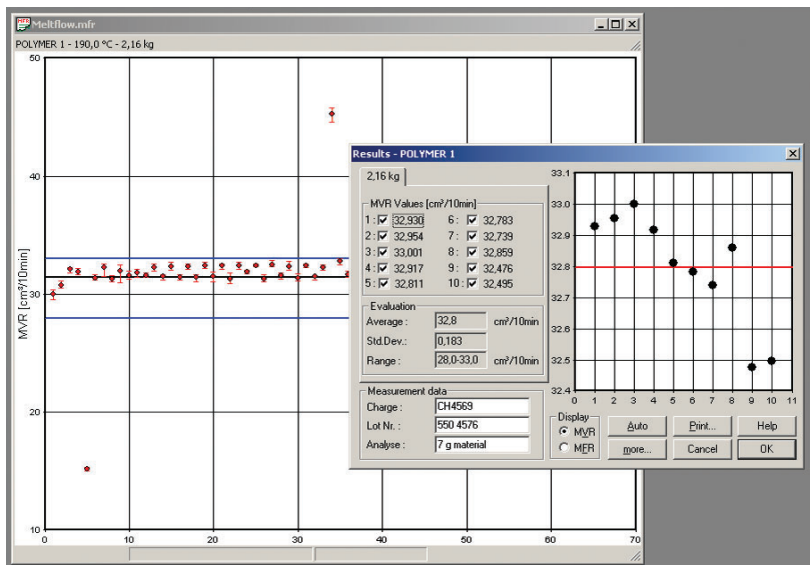 Meltflow.mfr
POLYMER 1 - 190,0 °C - 2,16 kg
MVR [cm³/10min]
50
40
30
20
10
0 10 20 30 40 50 60 70
Results - POLYMER 1
2,16 kg
MVR Values [cm³/10min]
1: 32,930 6: 32,783
2: 32,954 7: 32,739
3: 33,001 8: 32,859
4: 32,917 9: 32,476
5: 32,811 10: 32,495
Evaluation
Average: 32,8 cm³/10min
Std.Dev.: 0,183
Range: 28,0-33,0 cm³/10min
Measurement data
Charge: CH4569
Lot Nr.: 550 4576
Analyse: 7 g material
33.1
33.0
32.9
32.8
32.7
32.6
32.5
32.4
0 1 2 3 4 5 6 7 8 9 10 11
Display
MVR
MFR
Auto Print... Help
more... Cancel OK